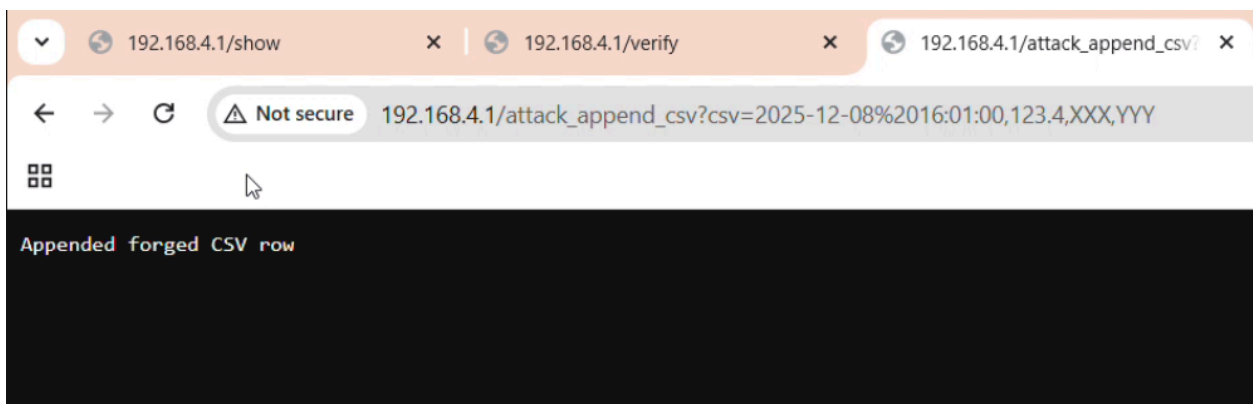 192.168.4.1/show
192.168.4.1/verify
192.168.4.1/attack_append_csv?
Not secure
192.168.4.1/attack_append_csv?csv=2025-12-08%2016:01:00,123.4,XXX,YYY
Appended forged CSV row